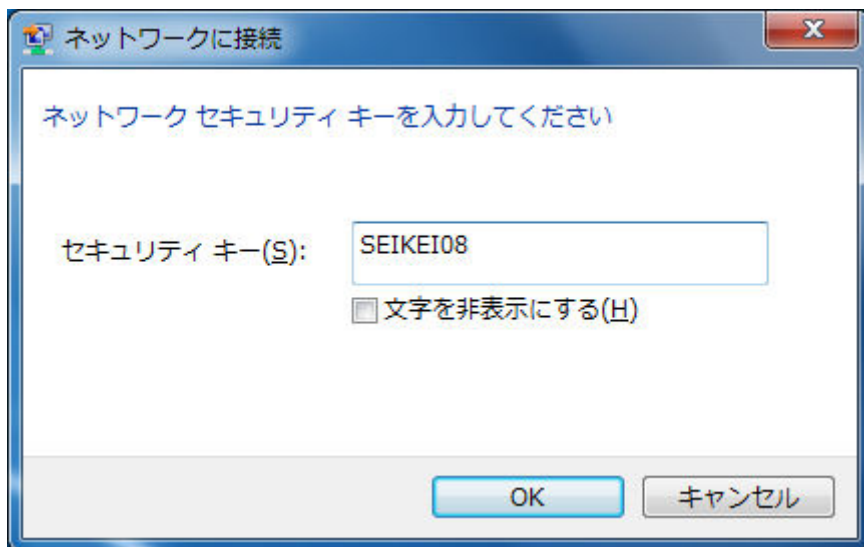 ネットワークに接続
ネットワーク セキュリティ キーを入力してください
セキュリティ キー(S):
SEIKEI08
文字を非表示にする(H)
OK
キャンセル